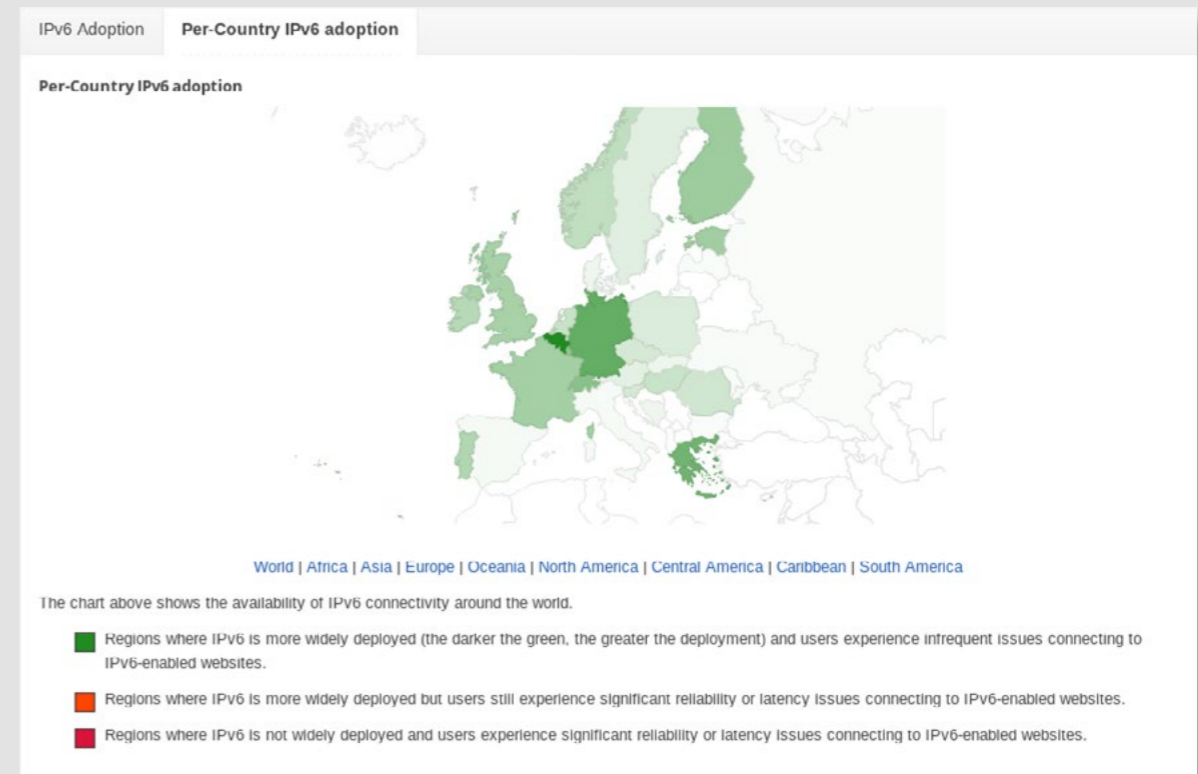 IPv6 Adoption
Per-Country IPv6 adoption
Per-Country IPv6 adoption
World | Africa | Asia | Europe | Oceania | North America | Central America | Caribbean | South America
The chart above shows the availability of IPv6 connectivity around the world.
Regions where IPv6 is more widely deployed (the darker the green, the greater the deployment) and users experience infrequent issues connecting to
IPv6-enabled websites.
Regions where IPv6 is more widely deployed but users still experience significant reliability or latency issues connecting to IPv6-enabled websites.
Regions where IPv6 is not widely deployed and users experience significant reliability or latency issues connecting to IPv6-enabled websites.